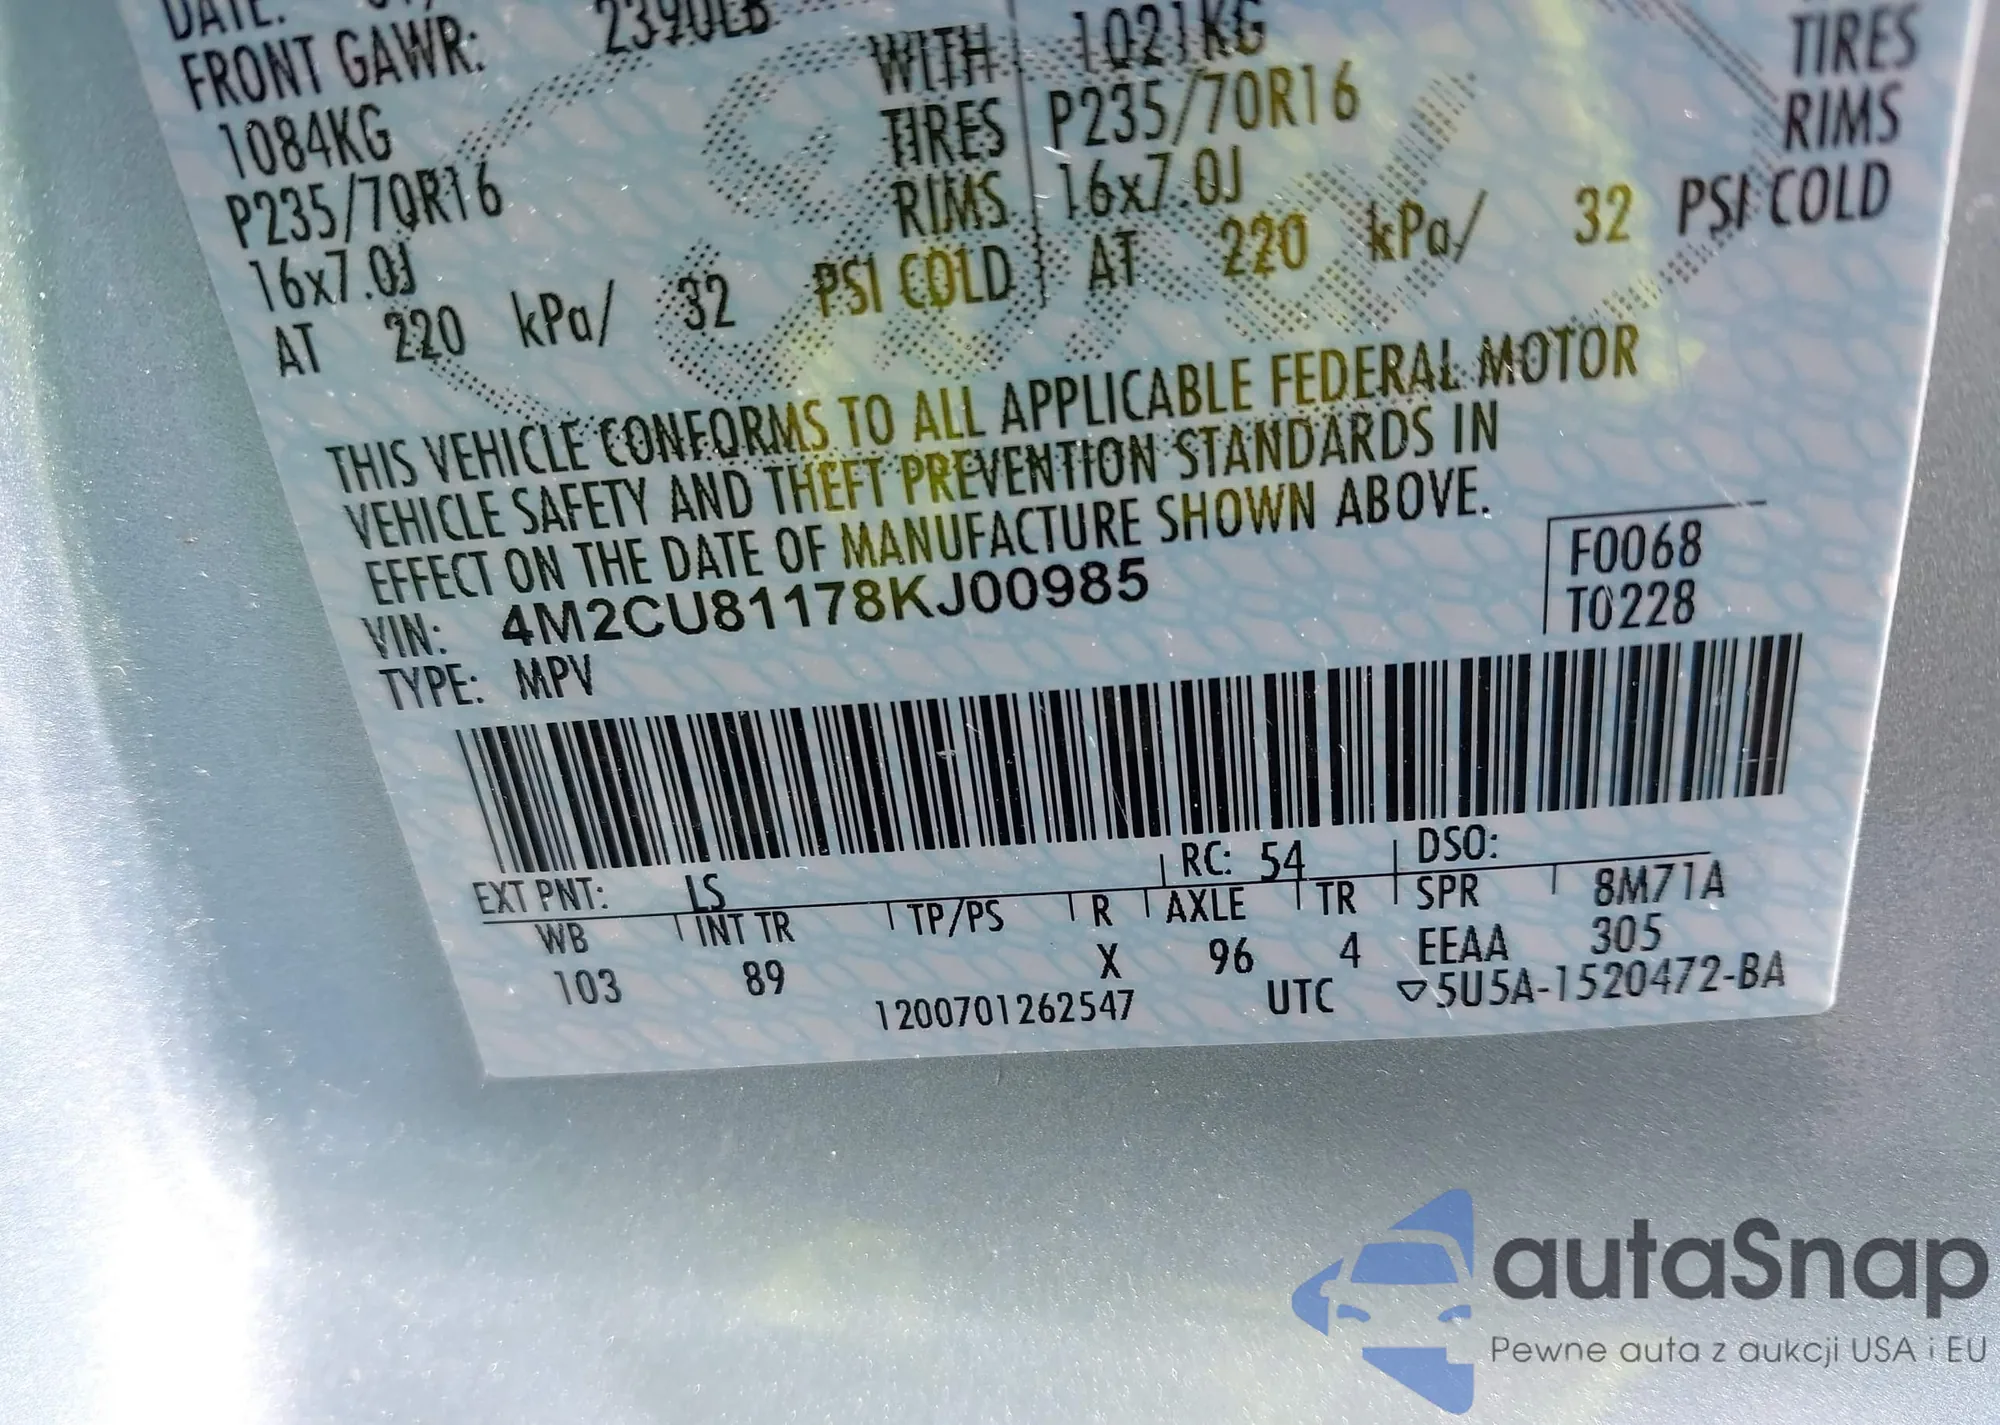 DATE:
FRONT GAWR: 2390LB WITH 1021KG TIRES
1084KG TIRES P235/70R16 RIMS
P235/70R16 RIMS 16x7.0J
16x7.0J
AT 220 kPa/ 32 PSI COLD AT 220 kPa/ 32 PSI COLD
THIS VEHICLE CONFORMS TO ALL APPLICABLE FEDERAL MOTOR
VEHICLE SAFETY AND THEFT PREVENTION STANDARDS IN
EFFECT ON THE DATE OF MANUFACTURE SHOWN ABOVE.
VIN: 4M2CU81178KJ00985
F0068
T0228
TYPE: MPV
EXT PNT: LS RC: 54 DSO:
WB INT TR TP/PS R AXLE TR SPR 8M71A
103 89 X 96 4 EEAA 305
1200701262547 UTC ▽5U5A-1520472-BA
autaSnap
Pewne auta z aukcji USA i EU